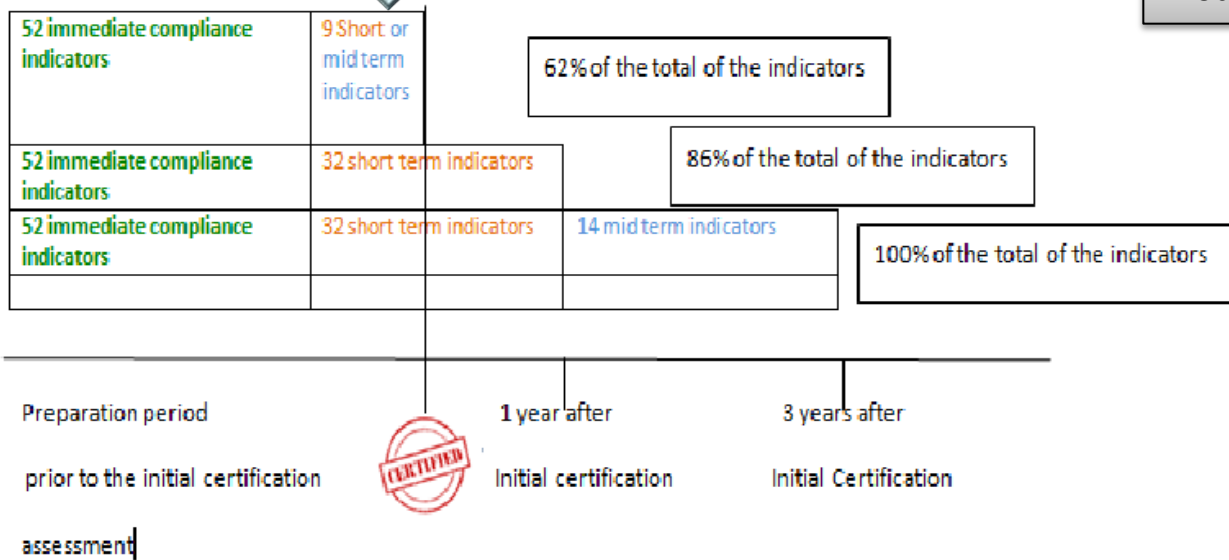 52 immediate compliance
indicators
9 Short or
mid term
indicators
62% of the total of the indicators
52 immediate compliance
indicators
32 short term indicators
86% of the total of the indicators
52 immediate compliance
indicators
32 short term indicators
14 mid term indicators
100% of the total of the indicators
Preparation period
prior to the initial certification
assessment
CERTIFIED
1 year after
Initial certification
3 years after
Initial Certification